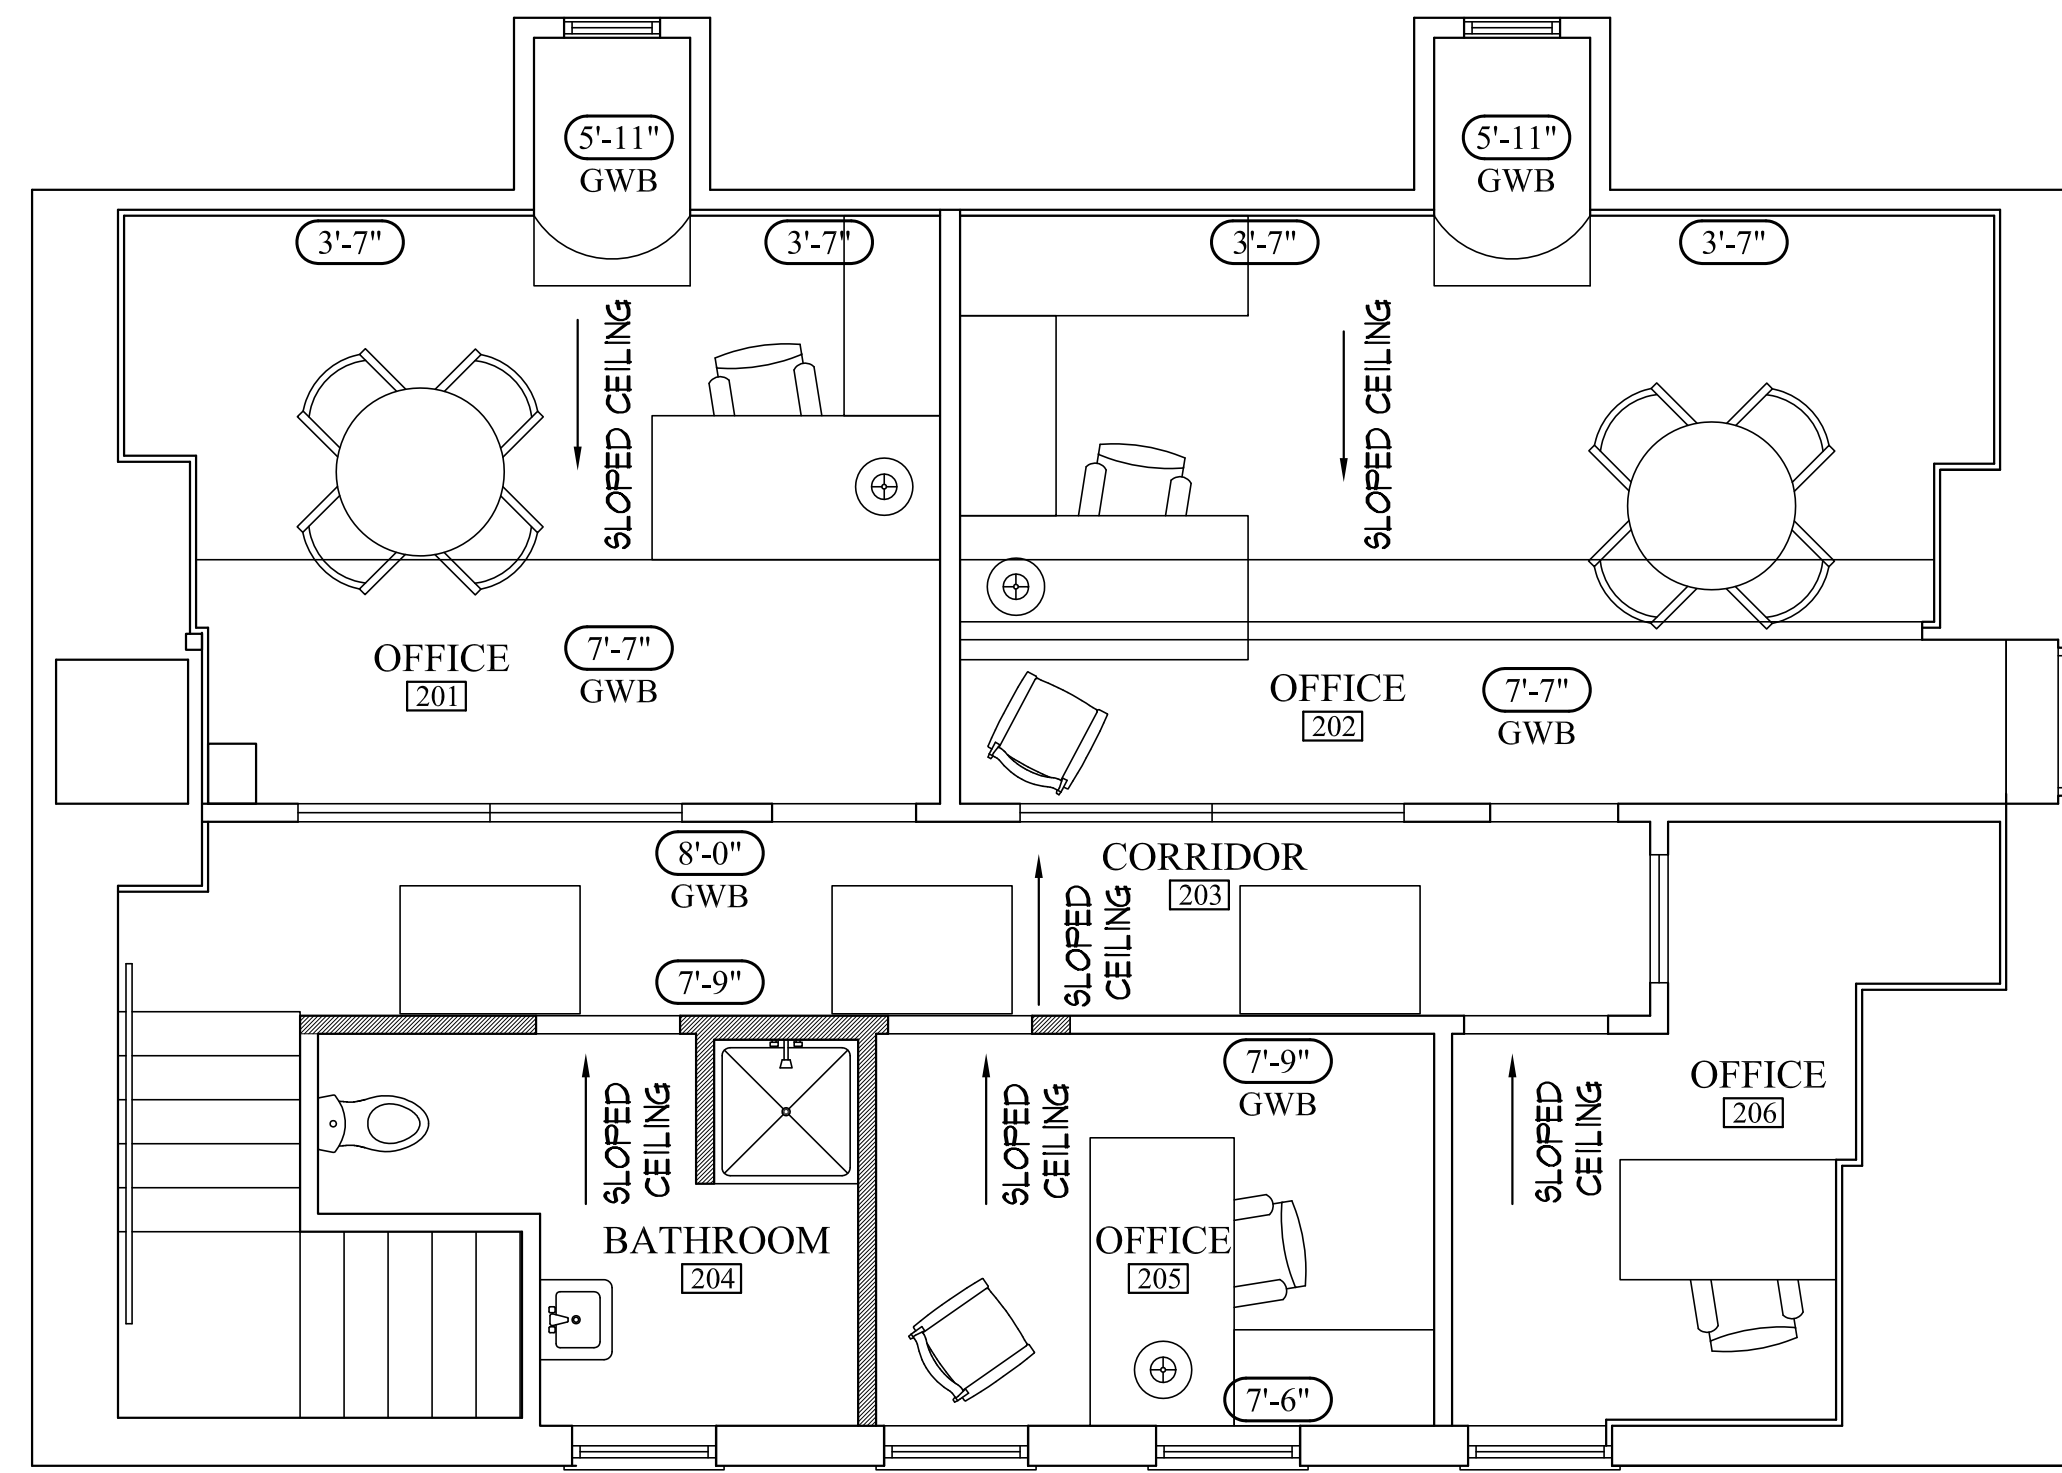 5'-11"
GWB
5'-11"
GWB
3'-7"
3'-7"
3'-7"
3'-7"
SLOPED CEILING
SLOPED CEILING
OFFICE
201
7'-7"
GWB
OFFICE
202
7'-7"
GWB
8'-0"
GWB
CORRIDOR
203
SLOPED
CEILING
7'-9"
SLOPED
CEILING
SLOPED
CEILING
7'-9"
GWB
SLOPED
CEILING
OFFICE
206
BATHROOM
204
OFFICE
205
7'-6"